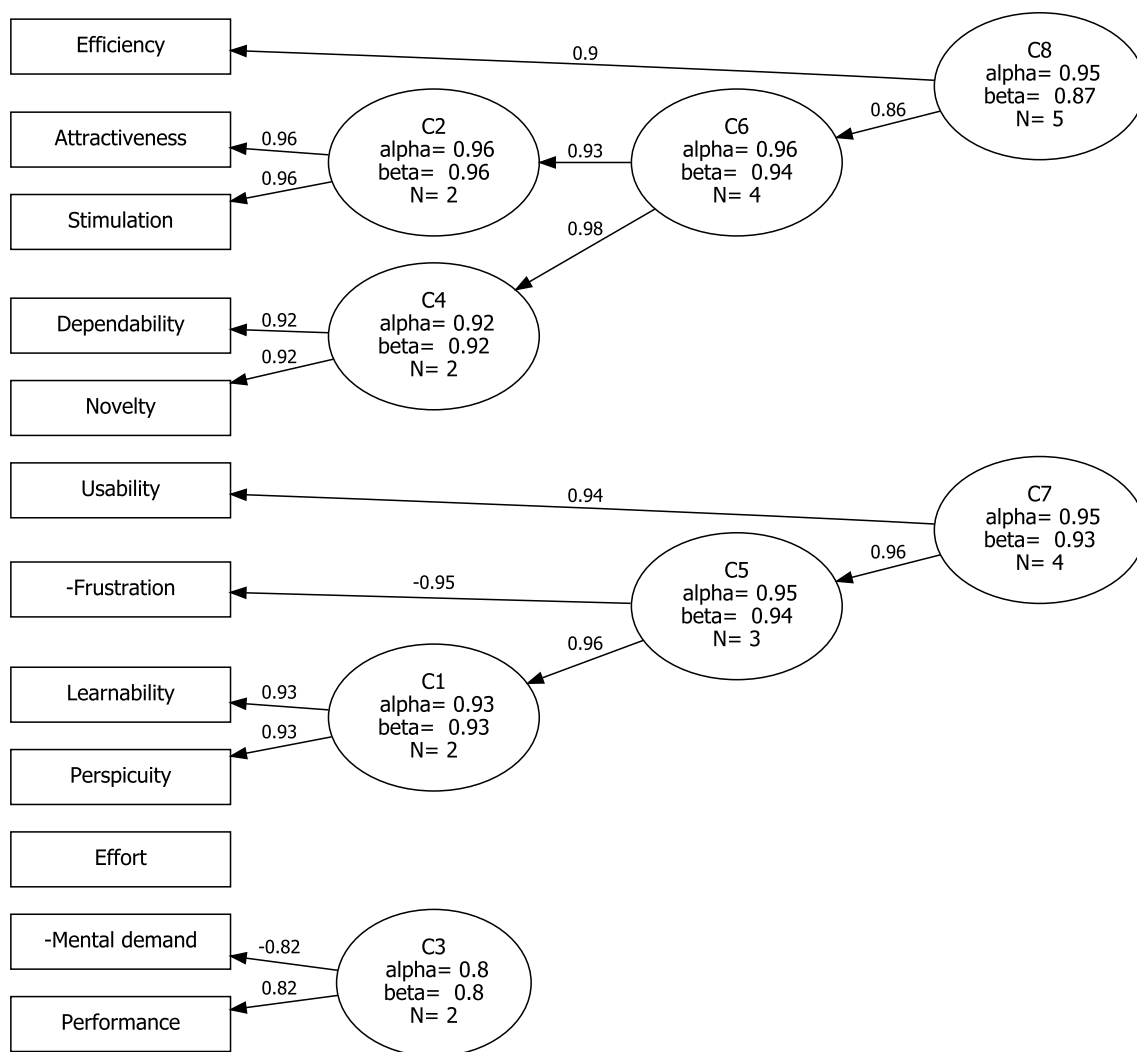 Efficiency
0.9
C8
alpha= 0.95
beta= 0.87
N= 5
0.86
Attractiveness
0.96
C2
alpha= 0.96
beta= 0.96
N= 2
0.93
C6
alpha= 0.96
beta= 0.94
N= 4
Stimulation
0.96
0.98
Dependability
0.92
C4
alpha= 0.92
beta= 0.92
N= 2
Novelty
0.92
Usability
0.94
C7
alpha= 0.95
beta= 0.93
N= 4
0.96
-Frustration
-0.95
C5
alpha= 0.95
beta= 0.94
N= 3
0.96
Learnability
0.93
C1
alpha= 0.93
beta= 0.93
N= 2
Perspicuity
0.93
Effort
-Mental demand
-0.82
C3
alpha= 0.8
beta= 0.8
N= 2
Performance
0.82